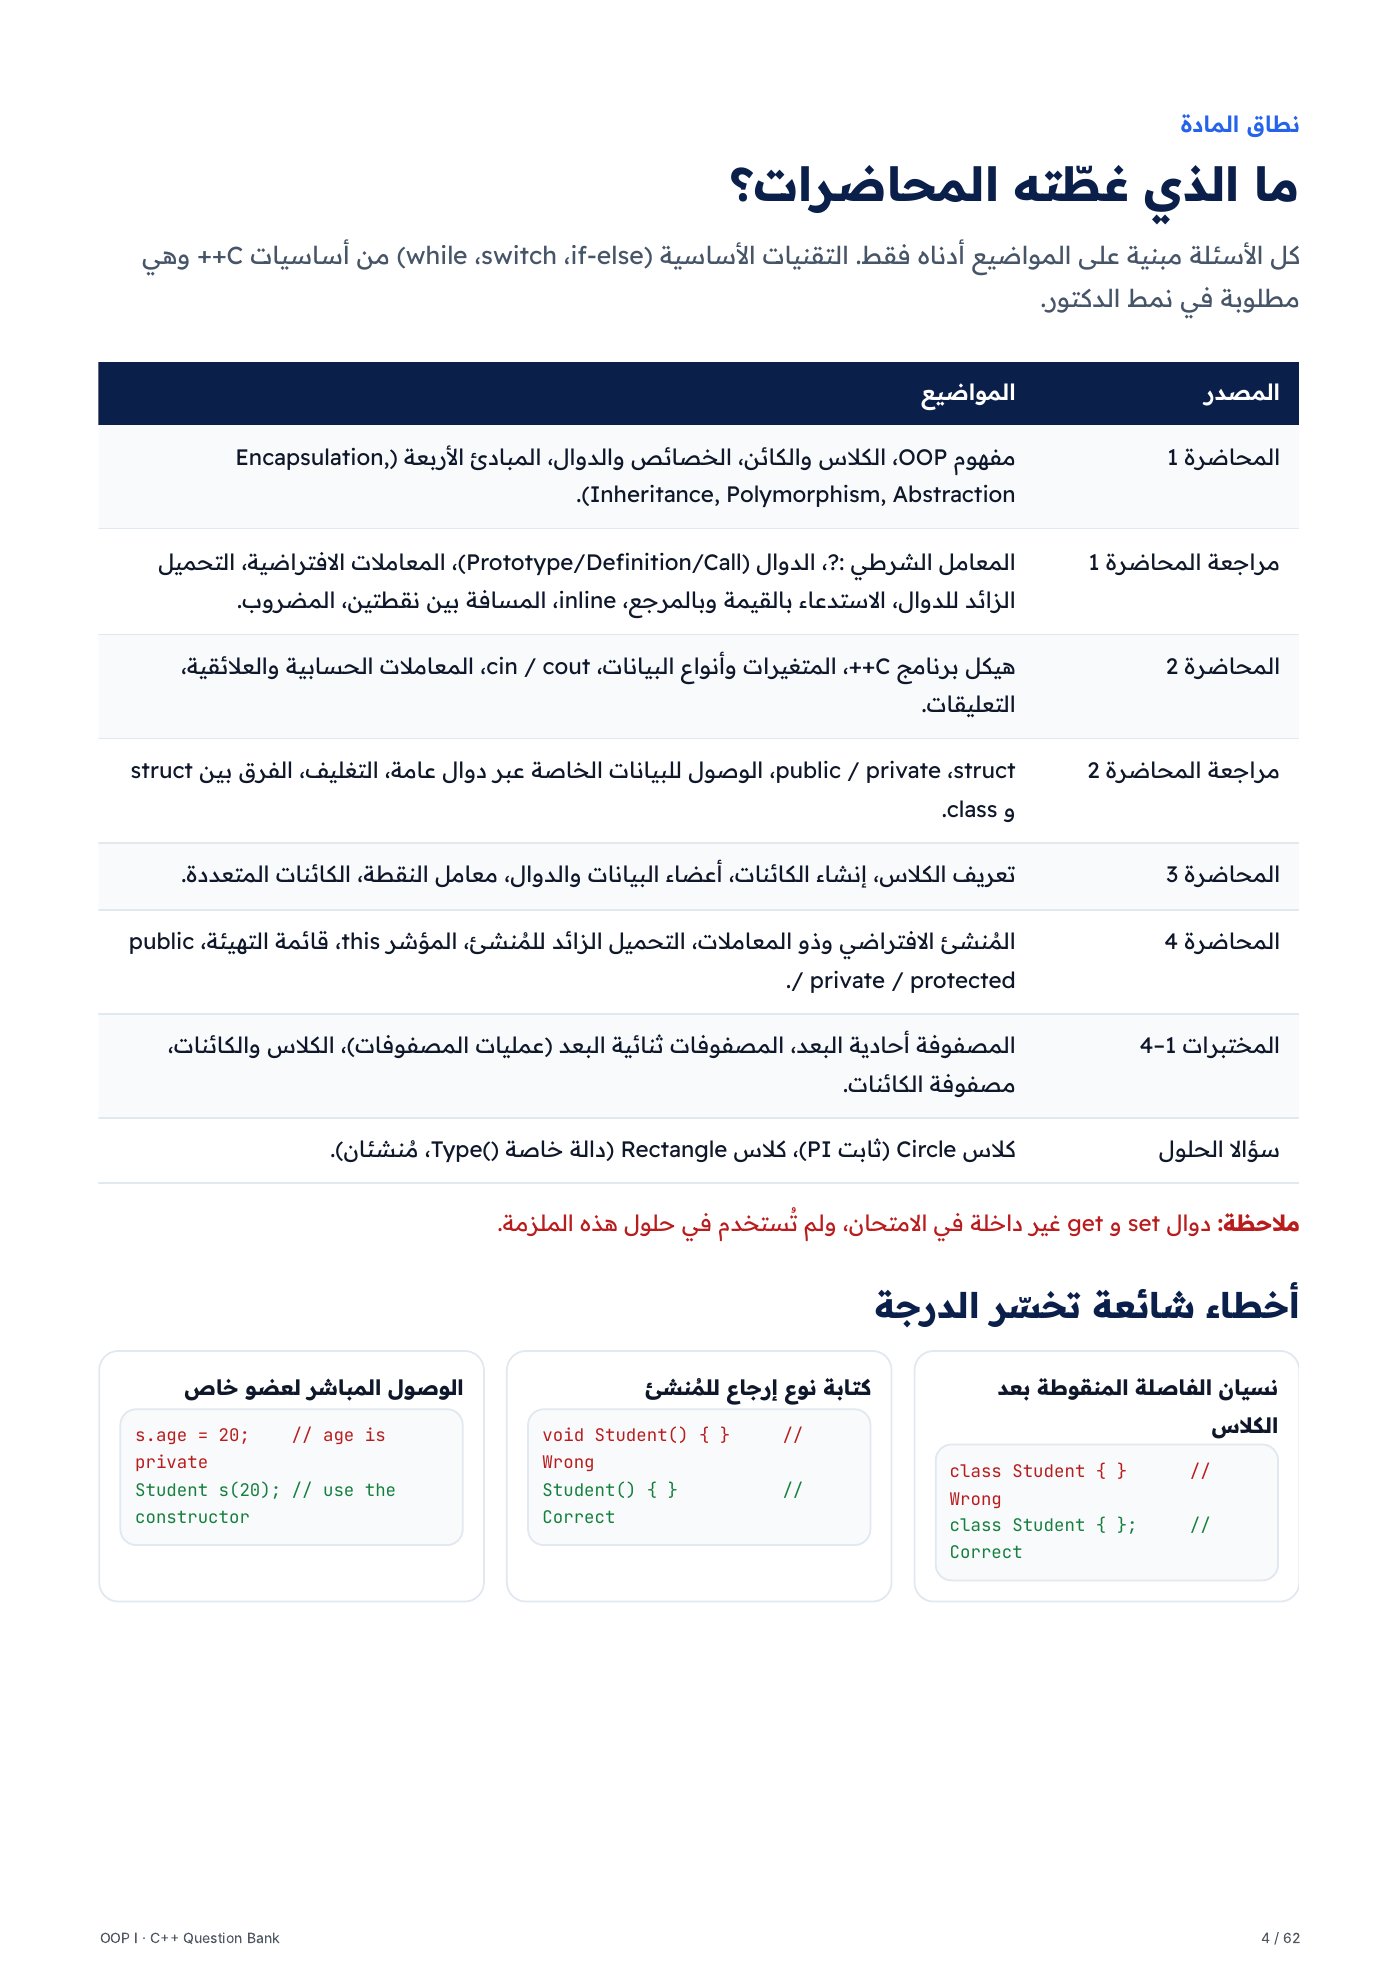 نطاق المادة
ما الذي غطّته المحاضرات؟
كل الأسئلة مبنية على المواضيع أدناه فقط. التقنيات الأساسية (if-else، switch، while) من أساسيات C++ وهي
مطلوبة في نمط الدكتور.
المصدر المواضيع
المحاضرة 1 مفهوم OOP، الكلاس والكائن، الخصائص والدوال، المبادئ الأربعة (Encapsulation,
Inheritance, Polymorphism, Abstraction).
مراجعة المحاضرة 1 المعامل الشرطي ?:، الدوال (Prototype/Definition/Call)، المعاملات الافتراضية، التحميل
الزائد للدوال، الاستدعاء بالقيمة وبالمرجع، inline، المسافة بين نقطتين، المضروب.
المحاضرة 2 هيكل برنامج C++، المتغيرات وأنواع البيانات، cin / cout، المعاملات الحسابية والعلائقية،
التعليقات.
مراجعة المحاضرة 2 struct، public / private، الوصول للبيانات الخاصة عبر دوال عامة، التغليف، الفرق بين struct
و class.
المحاضرة 3 تعريف الكلاس، إنشاء الكائنات، أعضاء البيانات والدوال، معامل النقطة، الكائنات المتعددة.
المحاضرة 4 المُنشئ الافتراضي وذو المعاملات، التحميل الزائد للمُنشئ، المؤشر this، قائمة التهيئة، public
/ private / protected.
المختبرات 1–4 المصفوفة أحادية البعد، المصفوفات ثنائية البعد (عمليات المصفوفات)، الكلاس والكائنات،
مصفوفة الكائنات.
سؤالا الحلول كلاس Circle (ثابت PI)، كلاس Rectangle (دالة خاصة Type()، مُنشئان).
ملاحظة: دوال set و get غير داخلة في الامتحان، ولم تُستخدم في حلول هذه الملزمة.
أخطاء شائعة تخسّر الدرجة
نسيان الفاصلة المنقوطة بعد
الكلاس
class Student { }      //
Wrong
class Student { };     //
Correct
كتابة نوع إرجاع للمُنشئ
void Student() { }     //
Wrong
Student() { }          //
Correct
الوصول المباشر لعضو خاص
s.age = 20;    // age is
private
Student s(20); // use the
constructor
OOP I · C++ Question Bank
4 / 62